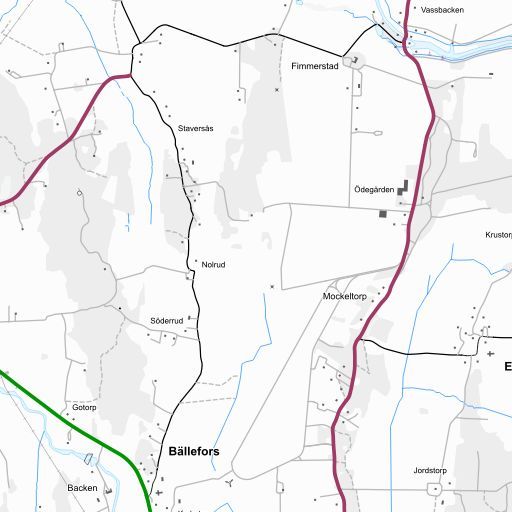 Vassbacken
Fimmerstad
Staversås
Ödegården
Krustorp
Nolrud
Mockeltorp
Söderrud
E
Gotorp
Bällefors
Jordstorp
Backen